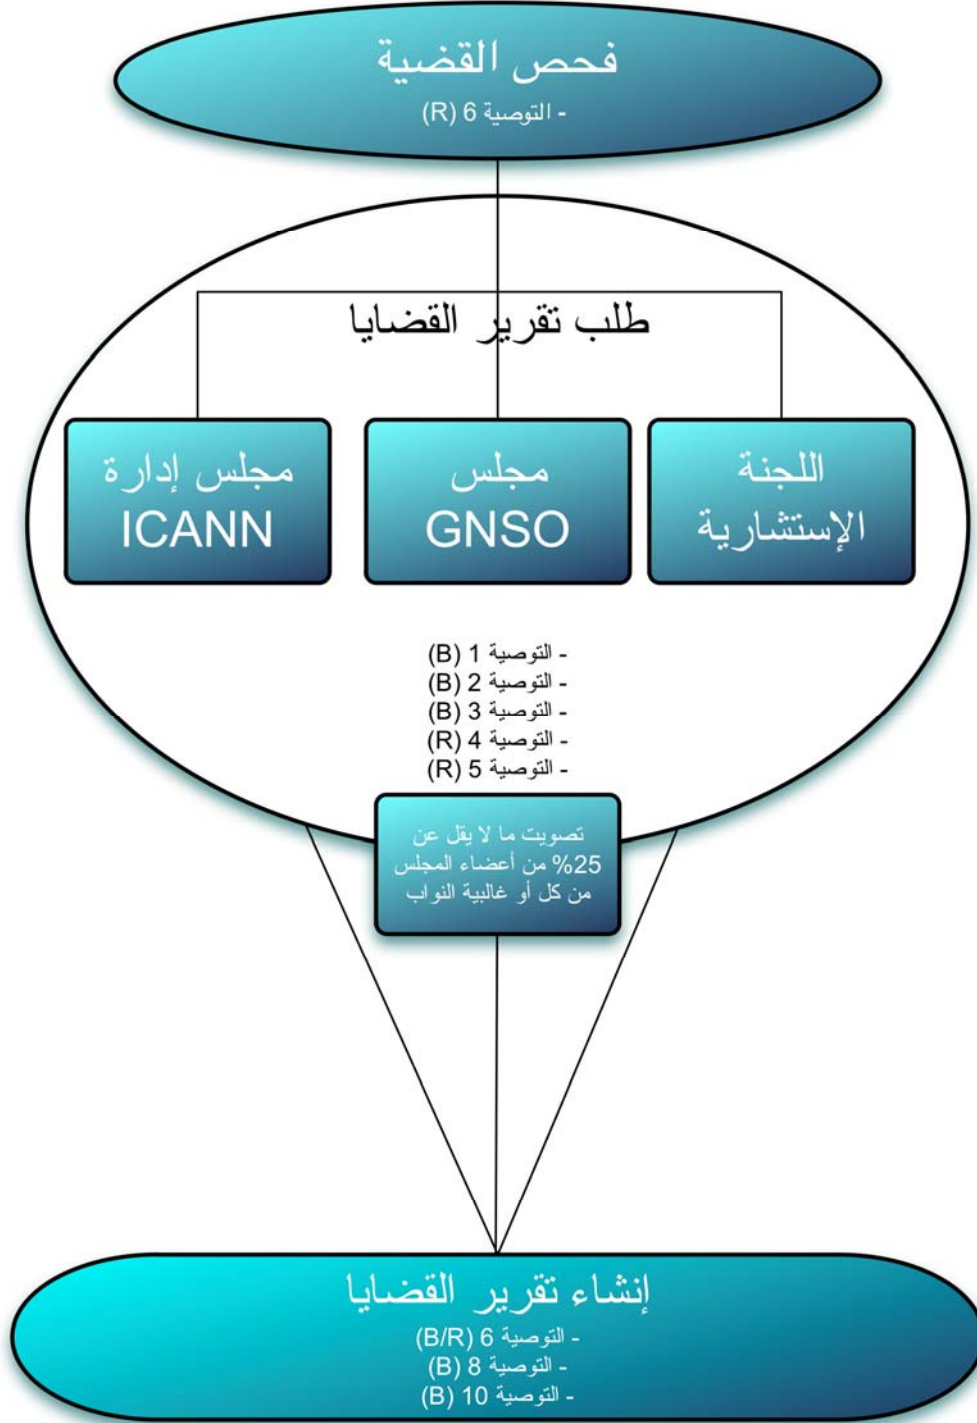 فحص القضية
- التوصية 6 (R)
طلب تقرير القضايا
اللجنة
الإستشارية
مجلس
GNSO
مجلس إدارة
ICANN
- التوصية 1 (B)
- التوصية 2 (B)
- التوصية 3 (B)
- التوصية 4 (R)
- التوصية 5 (R)
تصويت ما لا يقل عن
25% من أعضاء المجلس
من كل أو غالبية النواب
إنشاء تقرير القضايا
- التوصية 6 (B/R)
- التوصية 8 (B)
- التوصية 10 (B)